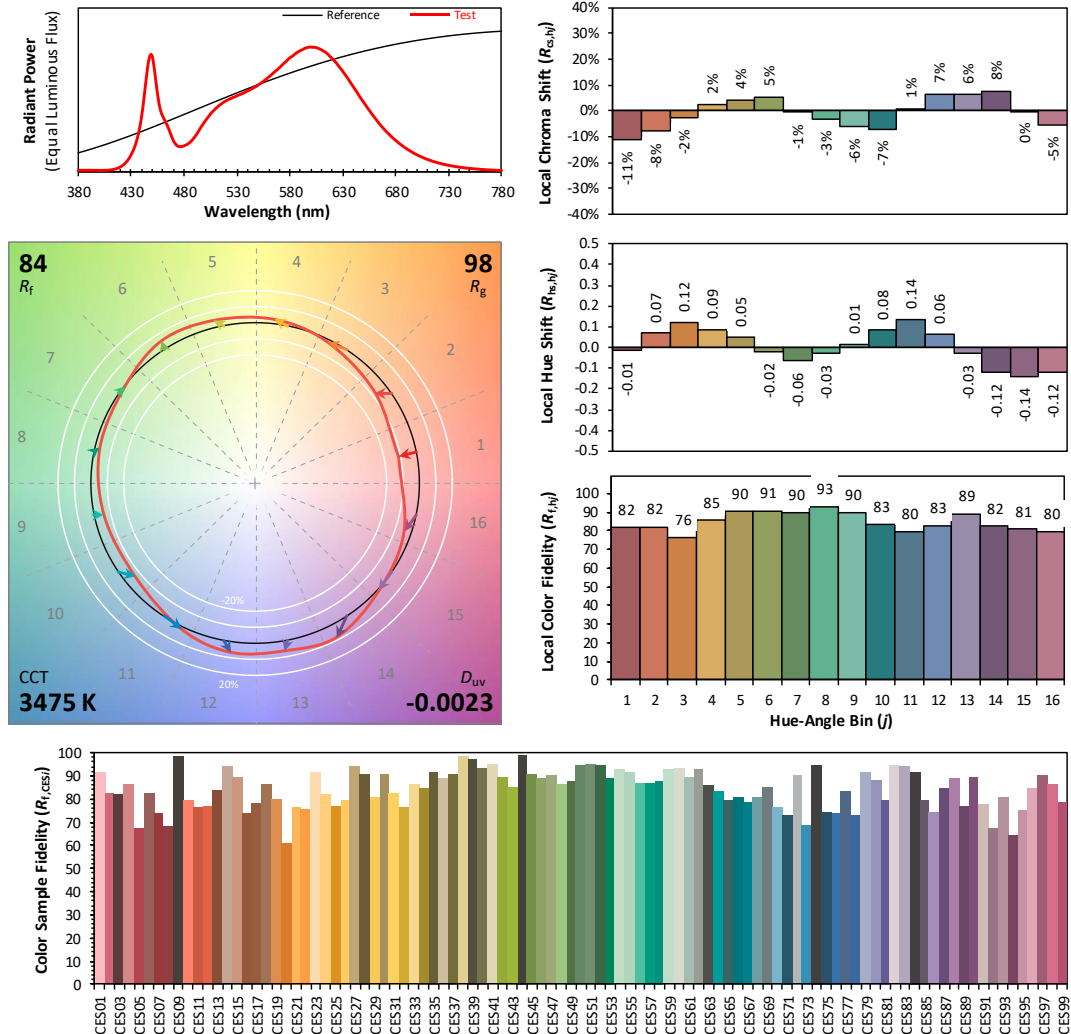 Reference
Test
Radiant Power
(Equal Luminous Flux)
380 430 480 530 580 630 680 730 780
Wavelength (nm)
Local Chroma Shift (Rcs,hj)
40%
30%
20%
10%
0%
-10%
-20%
-30%
-40%
-11%
-8%
-2%
2%
4%
5%
-1%
-3%
-6%
-7%
1%
7%
6%
8%
0%
-5%
84
Rf
98
Rg
CCT
3475 K
Duv
-0.0023
-20%
20%
1
2
3
4
5
6
7
8
9
10
11
12
13
14
15
16
Local Hue Shift (Rhs,hj)
0.5
0.4
0.3
0.2
0.1
0.0
-0.1
-0.2
-0.3
-0.4
-0.5
-0.01
0.07
0.12
0.09
0.05
-0.02
-0.06
-0.03
0.01
0.08
0.14
0.06
-0.03
-0.12
-0.14
-0.12
Local Color Fidelity (Rf,hj)
100
90
80
70
60
50
40
30
20
10
0
82 82 76 85 90 91 90 93 90 83 80 83 89 82 81 80
1 2 3 4 5 6 7 8 9 10 11 12 13 14 15 16
Hue-Angle Bin (j)
Color Sample Fidelity (Rf,CESi)
100
90
80
70
60
50
40
30
20
10
0
CES01
CES03
CES05
CES07
CES09
CES11
CES13
CES15
CES17
CES19
CES21
CES23
CES25
CES27
CES29
CES31
CES33
CES35
CES37
CES39
CES41
CES43
CES45
CES47
CES49
CES51
CES53
CES55
CES57
CES59
CES61
CES63
CES65
CES67
CES69
CES71
CES73
CES75
CES77
CES79
CES81
CES83
CES85
CES87
CES89
CES91
CES93
CES95
CES97
CES99